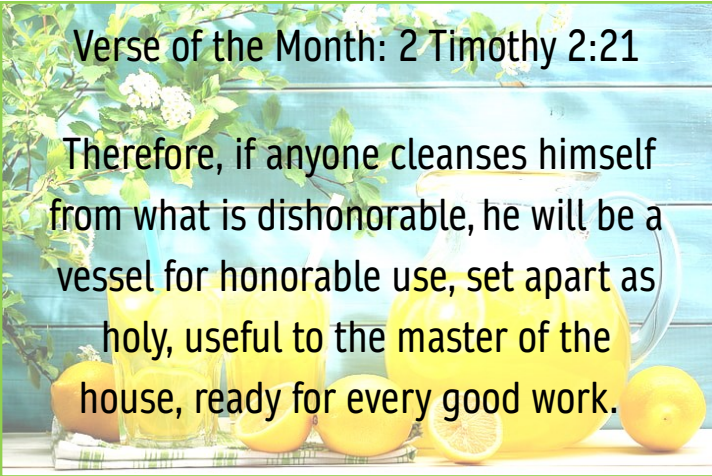 Verse of the Month: 2 Timothy 2:21
Therefore, if anyone cleanses himself
from what is dishonorable, he will be a
vessel for honorable use, set apart as
holy, useful to the master of the
house, ready for every good work.